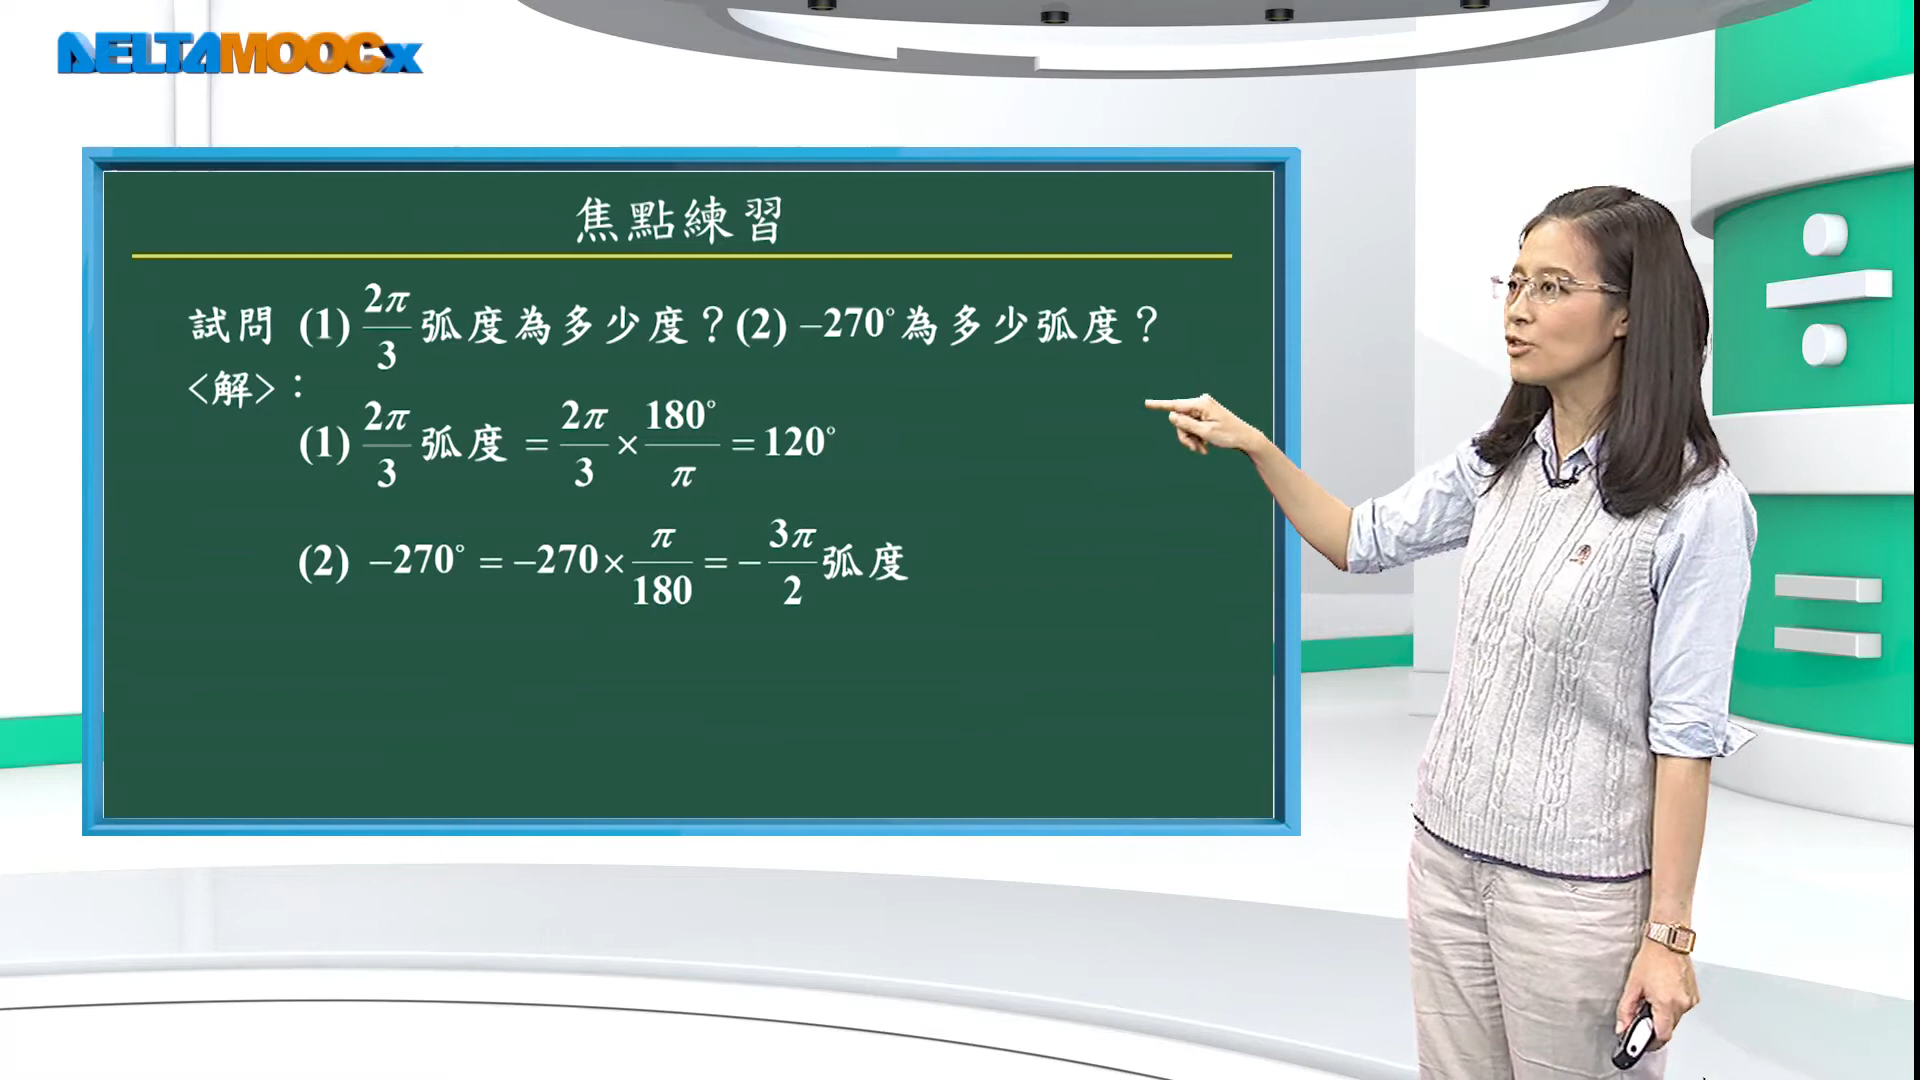 DELTAMOOCx
焦點練習
試問 (1) 2π/3 弧度為多少度？(2) −270°為多少弧度？
<解>：
(1) 2π/3 弧度 = 2π/3 × 180°/π = 120°
(2) −270° = −270 × π/180 = −3π/2 弧度